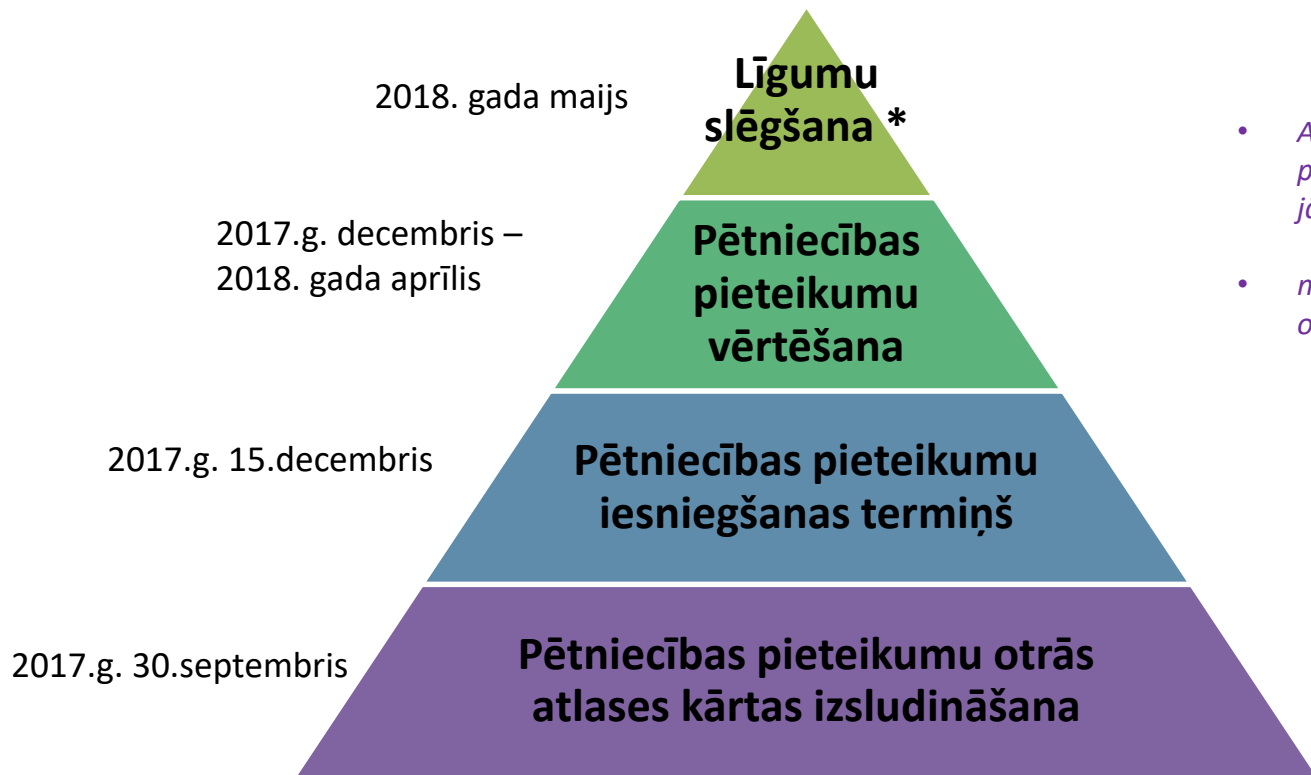 2018. gada maijs
Līgumu
slēgšana *
2017.g. decembris –
2018. gada aprīlis
Pētniecības
pieteikumu
vērtēšana
2017.g. 15.decembris
Pētniecības pieteikumu
iesniegšanas termiņš
2017.g. 30.septembris
Pētniecības pieteikumu otrās
atlases kārtas izsludināšana